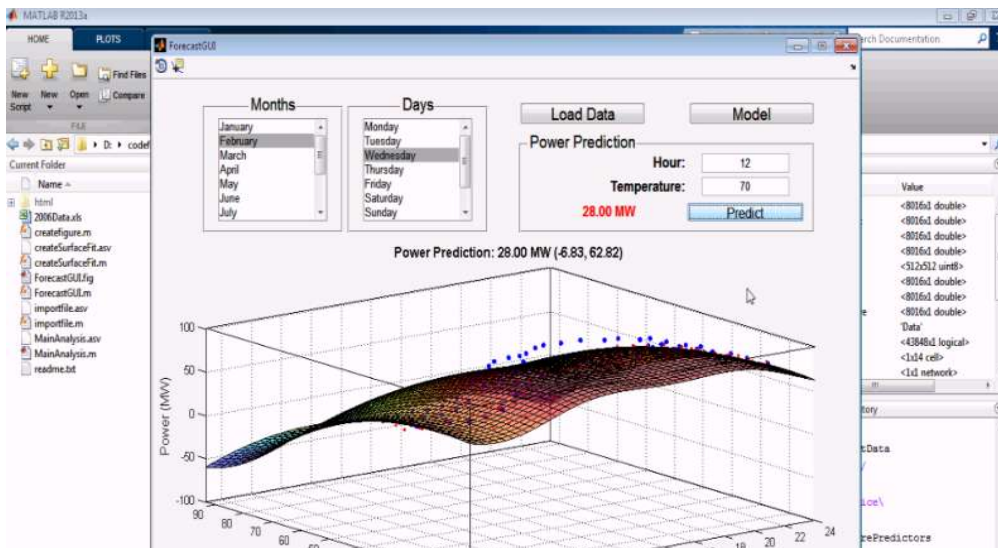 MATLAB R2013a
HOME
PLOTS
ForecastGUI
Search Documentation
New Script
New
Open
Find Files
Compare
FILE
D:
Current Folder
Name
html
2006Data.xls
createfigure.m
createSurfaceFit.asv
createSurfaceFit.m
ForecastGUI.fig
ForecastGUI.m
importfile.asv
importfile.m
MainAnalysis.asv
MainAnalysis.m
readme.txt
Months
January
February
March
April
May
June
July
Days
Monday
Tuesday
Wednesday
Thursday
Friday
Saturday
Sunday
Load Data
Model
Power Prediction
Hour: 12
Temperature: 70
28.00 MW
Predict
Power Prediction: 28.00 MW (-6.83, 62.82)
Power (MW)
100
50
0
-50
-100
90
80
70
60
18
20
22
24
Value
<8016x1 double>
<8016x1 double>
<8016x1 double>
<8016x1 double>
<512x512 uint8>
<8016x1 double>
<8016x1 double>
<8016x1 double>
'Data'
<43848x1 logical>
<1x14 cell>
<1x1 network>